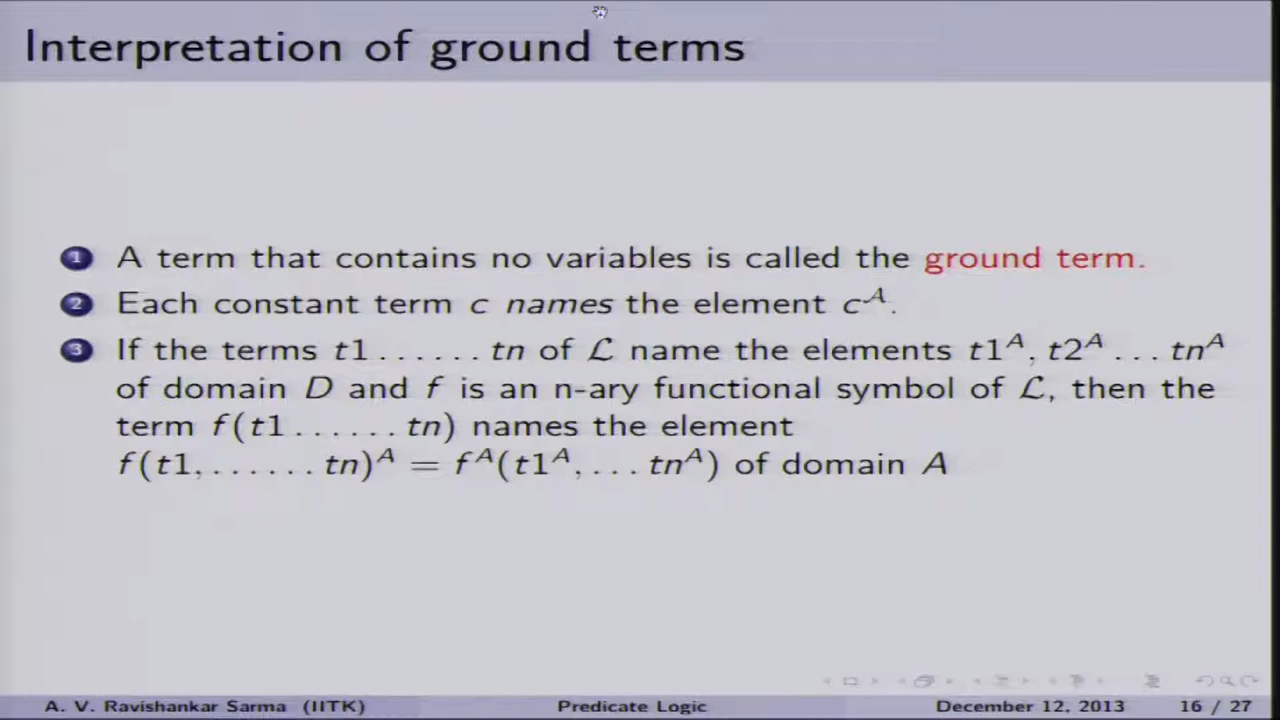 Interpretation of ground terms
1 A term that contains no variables is called the ground term.
2 Each constant term c names the element c^A.
3 If the terms t1......tn of ℒ name the elements t1^A, t2^A...tn^A
of domain D and f is an n-ary functional symbol of ℒ, then the
term f(t1......tn) names the element
f(t1,......tn)^A = f^A(t1^A,...tn^A) of domain A
A. V. Ravishankar Sarma (IITK) Predicate Logic December 12, 2013 16 / 27